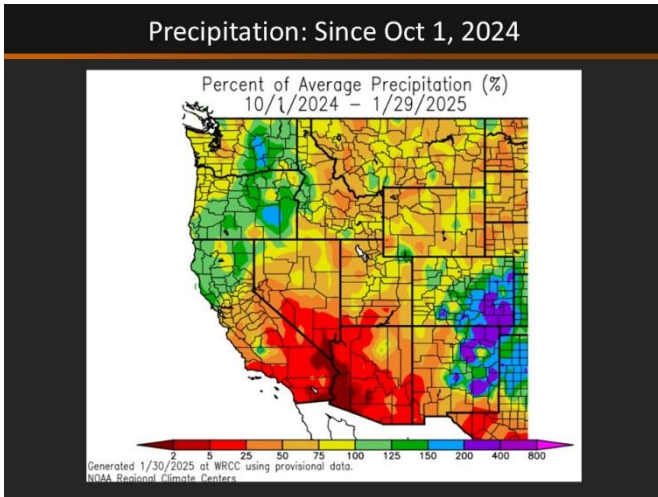 Precipitation: Since Oct 1, 2024
Percent of Average Precipitation (%)
10/1/2024 – 1/29/2025
2 5 25 50 75 100 125 150 200 400 800
Generated 1/30/2025 at WRCC using provisional data.
NOAA Regional Climate Centers